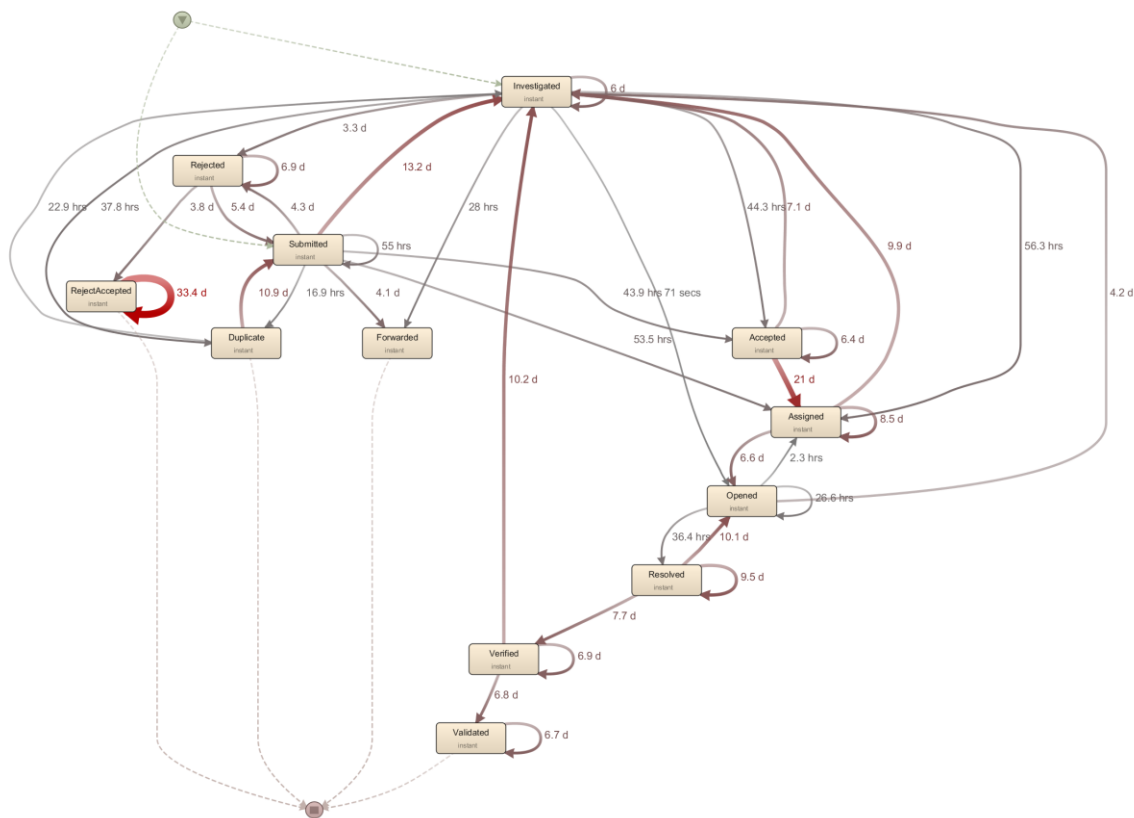 Investigated
instant
6 d
3.3 d
Rejected
instant
6.9 d
13.2 d
22.9 hrs
37.8 hrs
3.8 d
5.4 d
4.3 d
28 hrs
44.3 hrs
7.1 d
Submitted
instant
55 hrs
9.9 d
56.3 hrs
RejectAccepted
instant
33.4 d
10.9 d
16.9 hrs
4.1 d
43.9 hrs
71 secs
4.2 d
Duplicate
instant
Forwarded
instant
53.5 hrs
Accepted
instant
6.4 d
10.2 d
21 d
Assigned
instant
8.5 d
6.6 d
2.3 hrs
Opened
instant
26.6 hrs
36.4 hrs
10.1 d
Resolved
instant
9.5 d
7.7 d
Verified
instant
6.9 d
6.8 d
Validated
instant
6.7 d